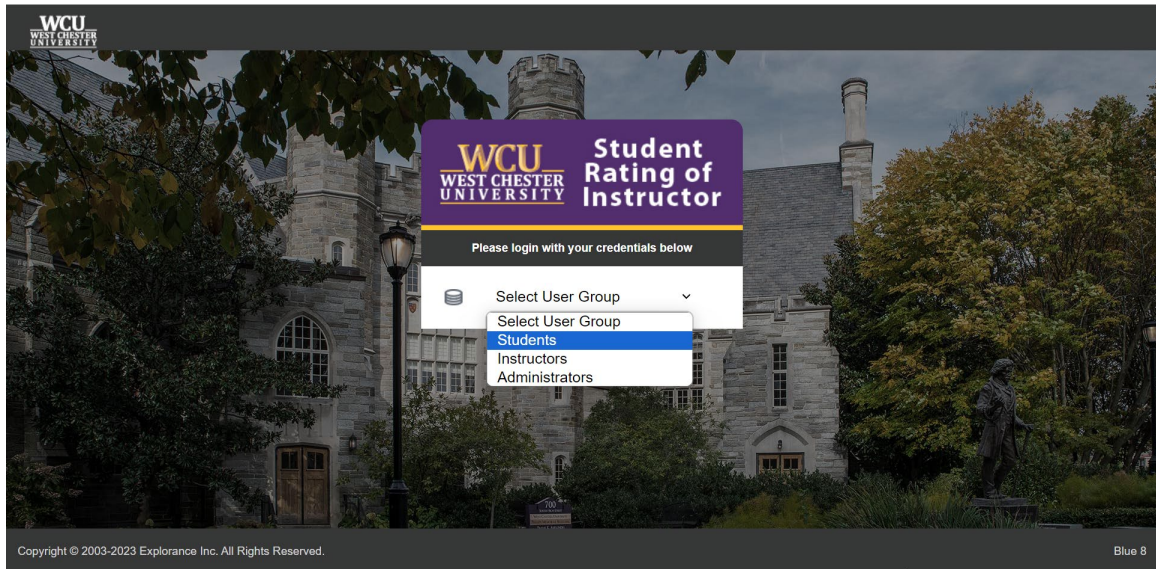 WCU
WEST CHESTER
UNIVERSITY
WCU
WEST CHESTER
UNIVERSITY
Student
Rating of
Instructor
Please login with your credentials below
Select User Group
Select User Group
Students
Instructors
Administrators
700
Copyright © 2003-2023 Explorance Inc. All Rights Reserved.
Blue 8